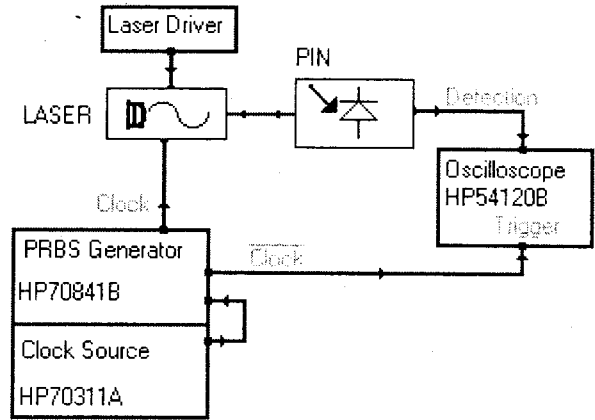 Laser Driver
PIN
LASER
Detection
Oscilloscope
HP54120B
Trigger
Clock
PRBS Generator
HP70841B
Clock
Clock Source
HP70311A